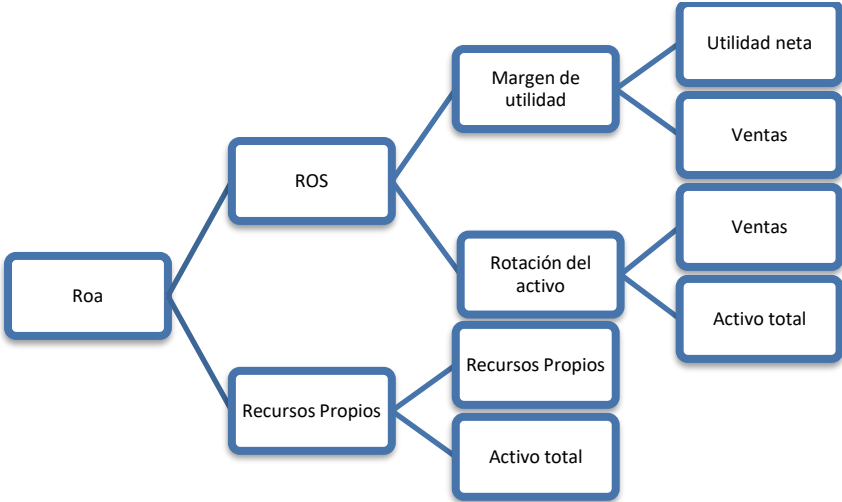 Utilidad neta
Margen de
utilidad
Ventas
ROS
Ventas
Rotación del
activo
Activo total
Roa
Recursos Propios
Recursos Propios
Activo total